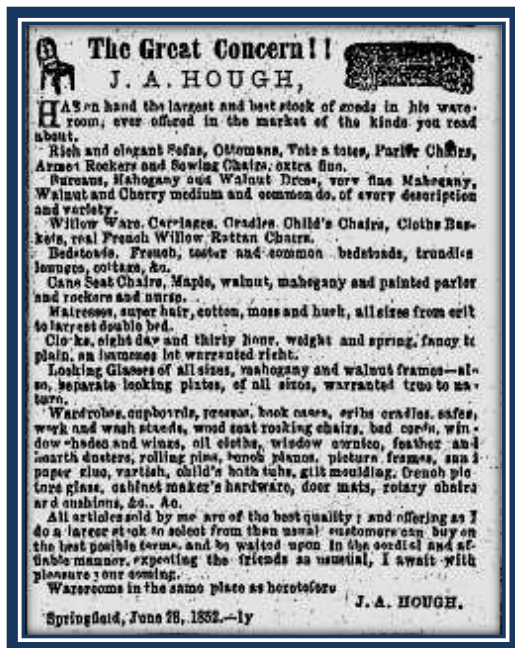 The Great Concern!!
J. A. HOUGH,
HAS on hand the largest and best stock of goods in his ware-
room, ever offered in the market of the kinds you read
about.
Rich and elegant Sofas, Ottomans, Tete a tetes, Parlor Chairs,
Armed Rockers and Sewing Chairs, extra fine.
Bureaus, Mahogany and Walnut Dress, very fine Mahogany,
Walnut and Cherry medium and common do. of every description
and variety.
Willow Ware, Carriages, Cradles, Child's Chairs, Cloths Bas-
kets, real French Willow Rattan Chairs.
Bedsteads, French, tester and common bedsteads, trundles
lounges, cottage, &c.
Cane Seat Chairs, Maple, walnut, mahogany and painted parlor
and rockers and nurse.
Matresses, super hair, cotton, moss and husk, all sizes from crib
to largest double bed.
Clocks, eight day and thirty hour, weight and spring, fancy to
plain, an immense lot warranted right.
Looking Glasses of all sizes, mahogany and walnut frames—al-
so, separate looking plates, of all sizes, warranted true to na-
ture.
Wardrobes, cupboards, presses, book cases, cribs cradles, safes,
work and wash stands, wood seat rocking chairs, bed cords, win-
dow shades and wings, oil cloths, window cornice, feather and
hearth dusters, rolling pins, bench planes, picture frames, sand
paper glue, varnish, child's bath tubs, gilt moulding, french pic-
ture glass, cabinet maker's hardware, door mats, rotary chairs
and cushions, &c., &c.
All articles sold by me are of the best quality; and offering as I
do a larger stock to select from than usual customers can buy on
the best posible terms, and be waited upon in the cordial and af-
fable manner, expecting the friends as usual, I await with
pleasure your coming.
Warerooms in the same place as heretofore
J. A. HOUGH.
Springfield, June 28, 1852.—ly